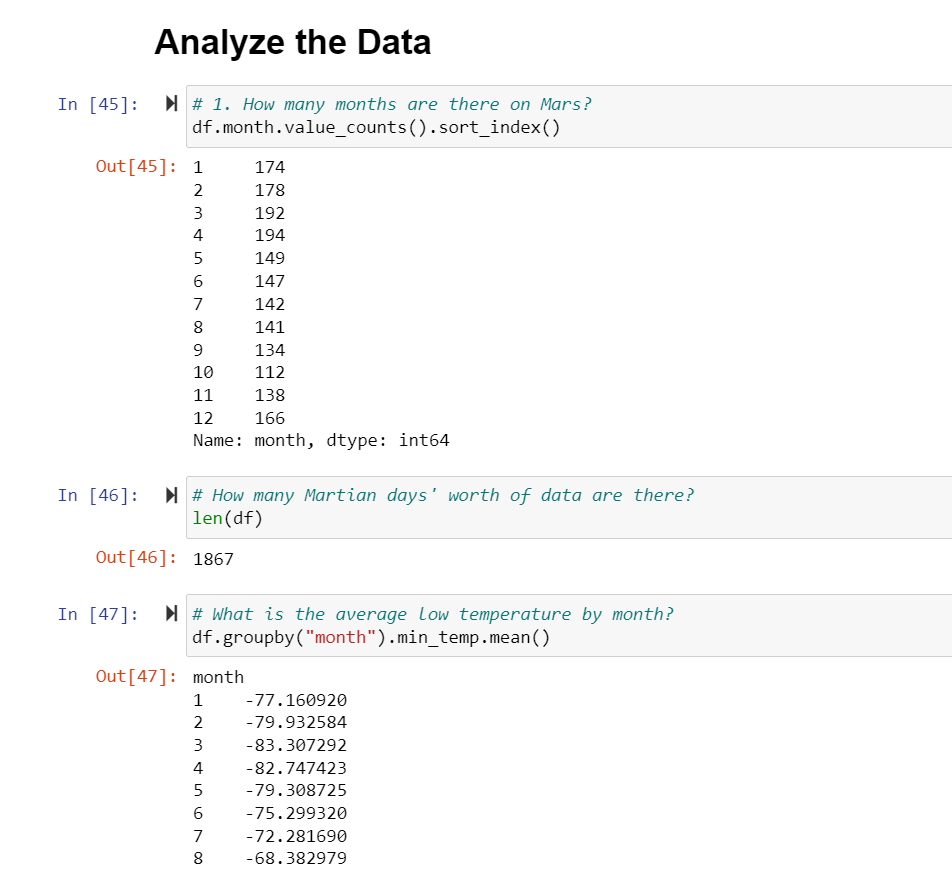 Analyze the Data
In [45]:
# 1. How many months are there on Mars?
df.month.value_counts().sort_index()
Out[45]:
1 174
2 178
3 192
4 194
5 149
6 147
7 142
8 141
9 134
10 112
11 138
12 166
Name: month, dtype: int64
In [46]:
# How many Martian days' worth of data are there?
len(df)
Out[46]:
1867
In [47]:
# What is the average low temperature by month?
df.groupby("month").min_temp.mean()
Out[47]:
month
1 -77.160920
2 -79.932584
3 -83.307292
4 -82.747423
5 -79.308725
6 -75.299320
7 -72.281690
8 -68.382979